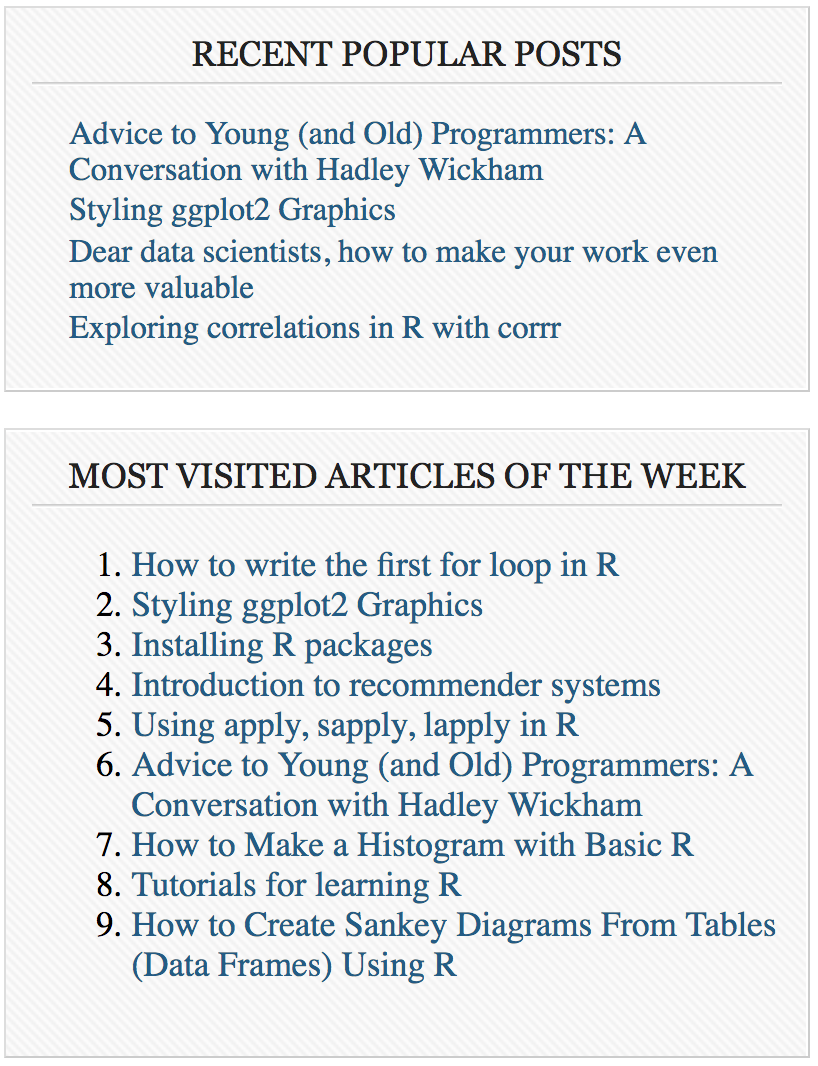 RECENT POPULAR POSTS
Advice to Young (and Old) Programmers: A
Conversation with Hadley Wickham
Styling ggplot2 Graphics
Dear data scientists, how to make your work even
more valuable
Exploring correlations in R with corrr
MOST VISITED ARTICLES OF THE WEEK
1. How to write the first for loop in R
2. Styling ggplot2 Graphics
3. Installing R packages
4. Introduction to recommender systems
5. Using apply, sapply, lapply in R
6. Advice to Young (and Old) Programmers: A
Conversation with Hadley Wickham
7. How to Make a Histogram with Basic R
8. Tutorials for learning R
9. How to Create Sankey Diagrams From Tables
(Data Frames) Using R